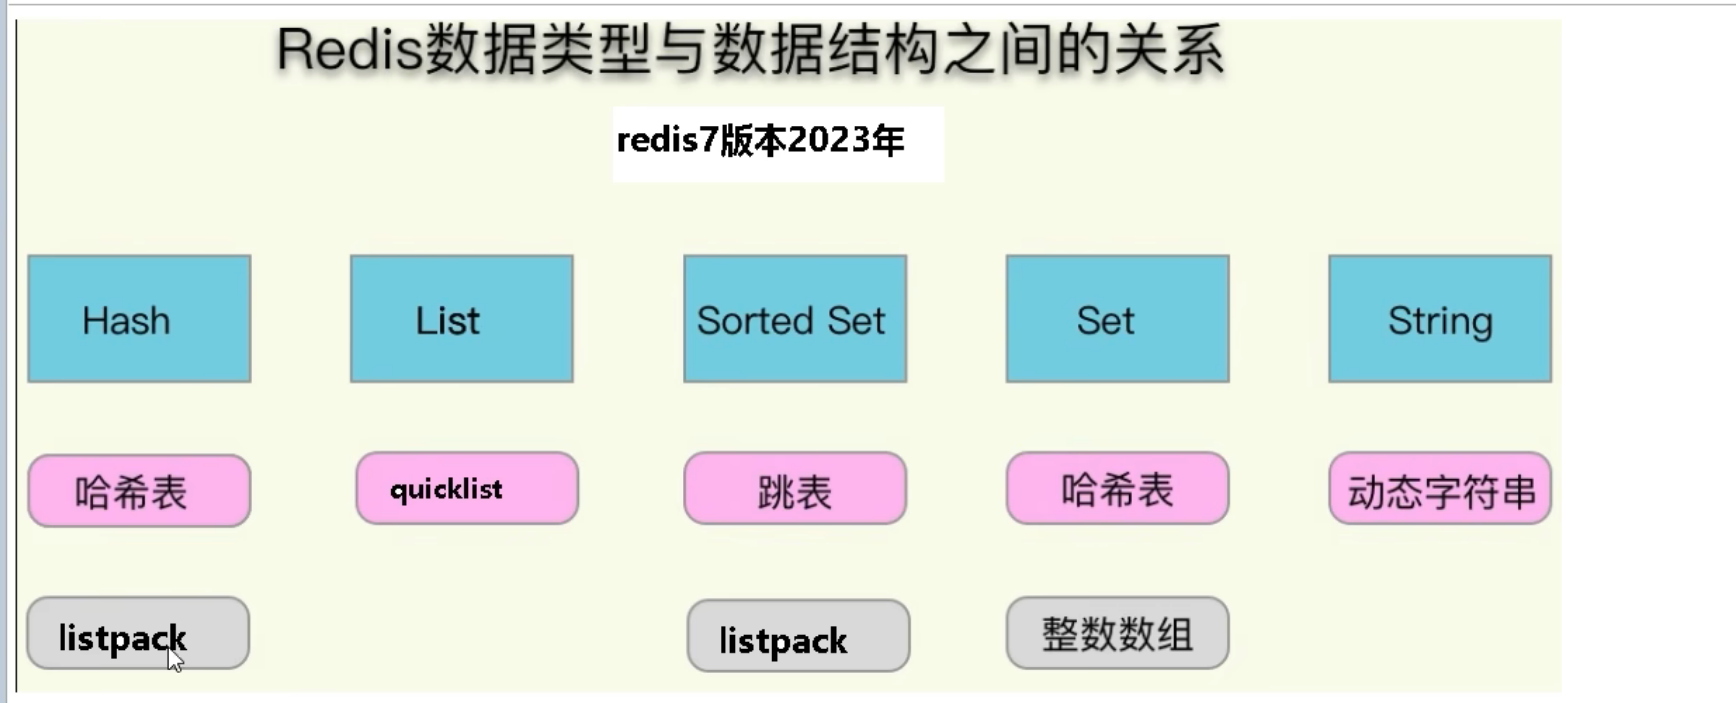 Redis数据类型与数据结构之间的关系
redis7版本2023年
Hash
List
Sorted Set
Set
String
哈希表
quicklist
跳表
哈希表
动态字符串
listpack
listpack
整数数组